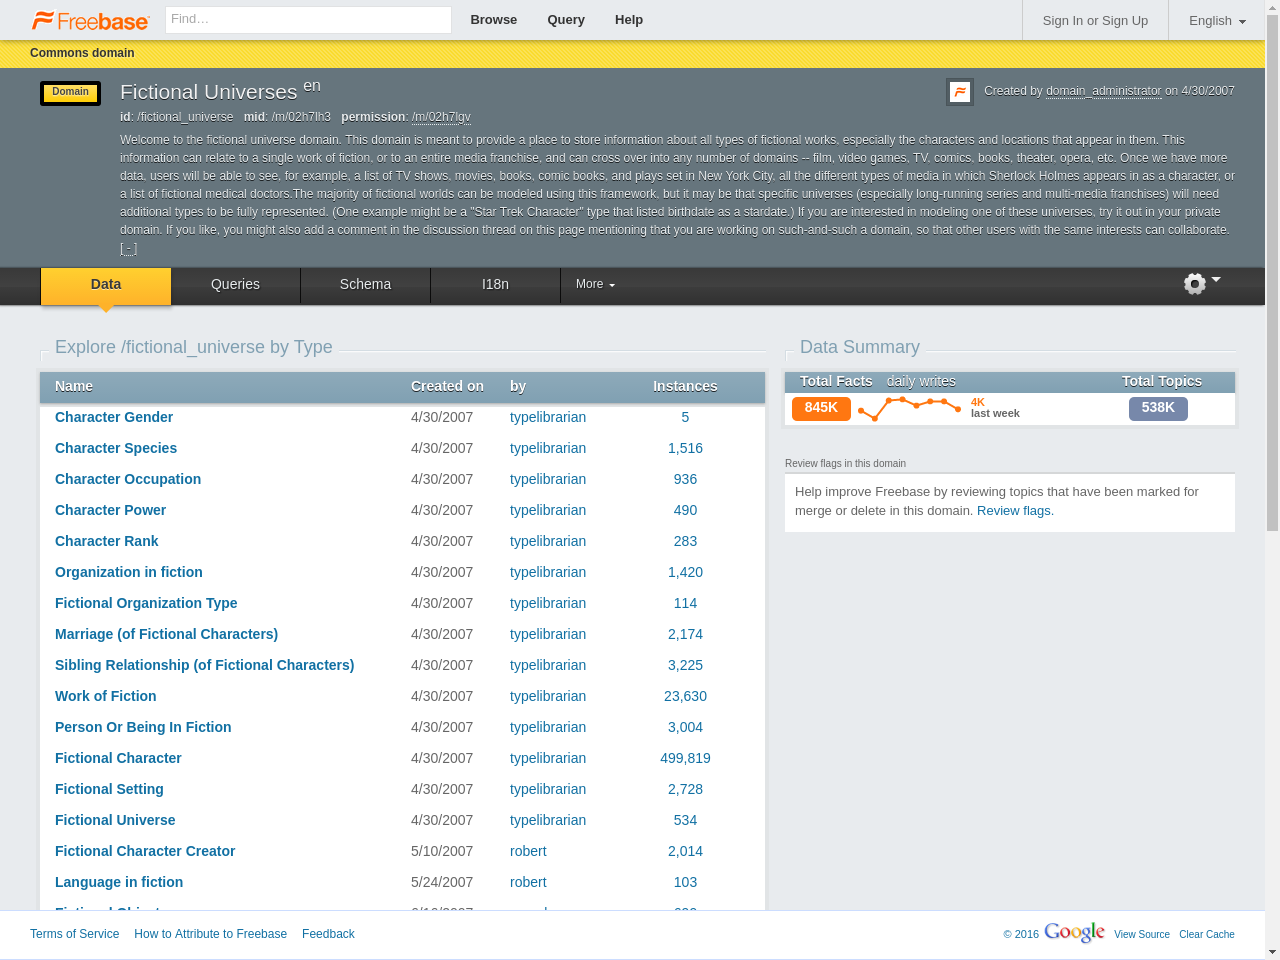 Freebase Find… Browse Query Help Sign In or Sign Up English
Commons domain
Domain Fictional Universes en Created by domain_administrator on 4/30/2007
id: /fictional_universe mid: /m/02h7lh3 permission: /m/02h7lgv
Welcome to the fictional universe domain. This domain is meant to provide a place to store information about all types of fictional works, especially the characters and locations that appear in them. This
information can relate to a single work of fiction, or to an entire media franchise, and can cross over into any number of domains -- film, video games, TV, comics, books, theater, opera, etc. Once we have more
data, users will be able to see, for example, a list of TV shows, movies, books, comic books, and plays set in New York City, all the different types of media in which Sherlock Holmes appears in as a character, or
a list of fictional medical doctors.The majority of fictional worlds can be modeled using this framework, but it may be that specific universes (especially long-running series and multi-media franchises) will need
additional types to be fully represented. (One example might be a "Star Trek Character" type that listed birthdate as a stardate.) If you are interested in modeling one of these universes, try it out in your private
domain. If you like, you might also add a comment in the discussion thread on this page mentioning that you are working on such-and-such a domain, so that other users with the same interests can collaborate.
[ - ]
Data Queries Schema I18n More
Explore /fictional_universe by Type
Name Created on by Instances
Character Gender 4/30/2007 typelibrarian 5
Character Species 4/30/2007 typelibrarian 1,516
Character Occupation 4/30/2007 typelibrarian 936
Character Power 4/30/2007 typelibrarian 490
Character Rank 4/30/2007 typelibrarian 283
Organization in fiction 4/30/2007 typelibrarian 1,420
Fictional Organization Type 4/30/2007 typelibrarian 114
Marriage (of Fictional Characters) 4/30/2007 typelibrarian 2,174
Sibling Relationship (of Fictional Characters) 4/30/2007 typelibrarian 3,225
Work of Fiction 4/30/2007 typelibrarian 23,630
Person Or Being In Fiction 4/30/2007 typelibrarian 3,004
Fictional Character 4/30/2007 typelibrarian 499,819
Fictional Setting 4/30/2007 typelibrarian 2,728
Fictional Universe 4/30/2007 typelibrarian 534
Fictional Character Creator 5/10/2007 robert 2,014
Language in fiction 5/24/2007 robert 103
Data Summary
Total Facts daily writes Total Topics
845K 4K 538K
last week
Review flags in this domain
Help improve Freebase by reviewing topics that have been marked for
merge or delete in this domain. Review flags.
Terms of Service How to Attribute to Freebase Feedback © 2016 Google View Source Clear Cache